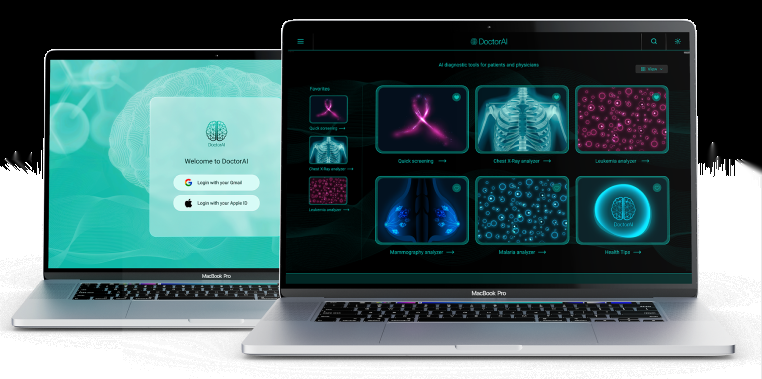 DoctorAI
Welcome to DoctorAI
Login with your Gmail
Login with your Apple ID
MacBook Pro
DoctorAI
AI diagnostic tools for patients and physicians
View
Favorites
Quick screening
Chest X-Ray analyzer
Leukemia analyzer
Quick screening
Chest X-Ray analyzer
Leukemia analyzer
Mammography analyzer
Malaria analyzer
DoctorAI
Health Tips
MacBook Pro